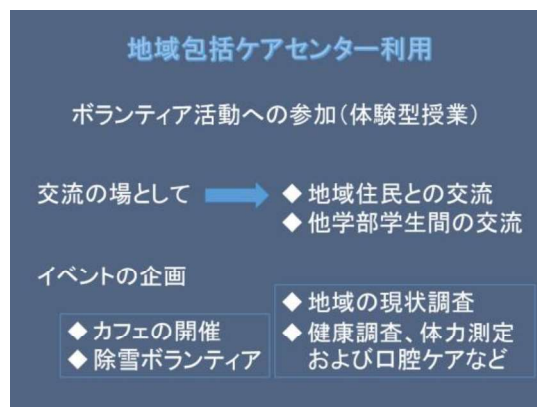 地域包括ケアセンター利用
ボランティア活動への参加(体験型授業)
交流の場として
◆ 地域住民との交流
◆ 他学部学生間の交流
イベントの企画
◆ カフェの開催
◆ 除雪ボランティア
◆ 地域の現状調査
◆ 健康調査、体力測定
および口腔ケアなど